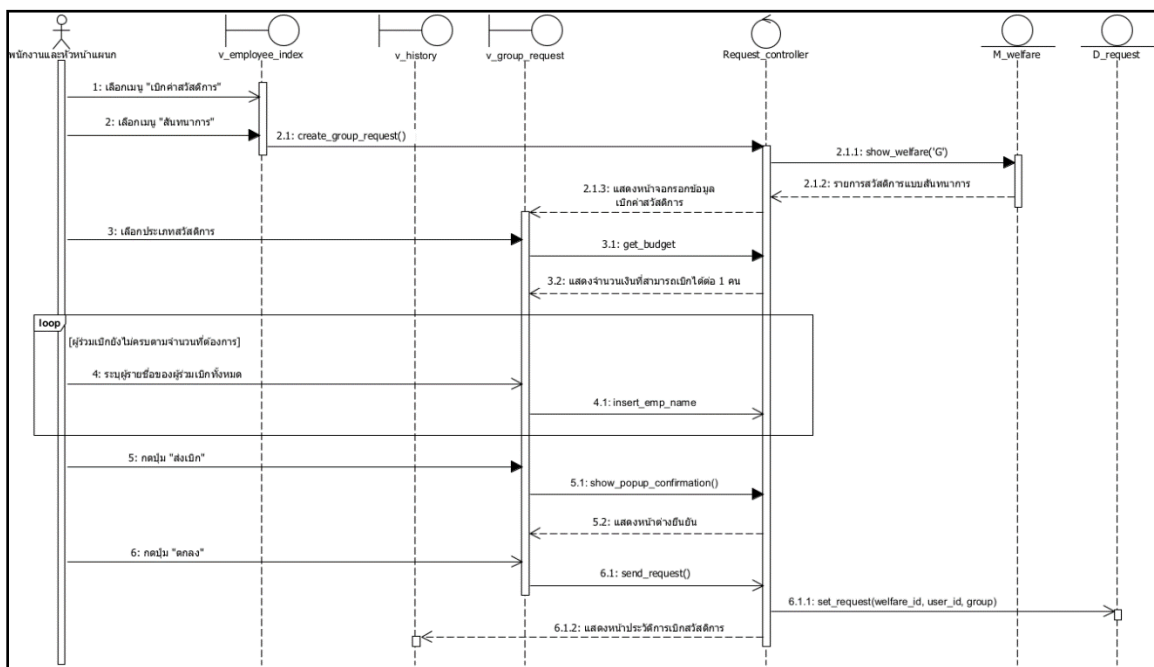 พนักงานและหัวหน้าแผนก
v_employee_index
v_history
v_group_request
Request_controller
M_welfare
D_request
1: เลือกเมนู "เบิกค่าสวัสดิการ"
2: เลือกเมนู "สันทนาการ"
2.1: create_group_request()
2.1.1: show_welfare('G')
2.1.2: รายการสวัสดิการแบบสันทนาการ
2.1.3: แสดงหน้าจอกรอกข้อมูล
เบิกค่าสวัสดิการ
3: เลือกประเภทสวัสดิการ
3.1: get_budget
3.2: แสดงจำนวนเงินที่สามารถเบิกได้ต่อ 1 คน
loop
[ผู้ร่วมเบิกยังไม่ครบตามจำนวนที่ต้องการ]
4: ระบุผู้รายชื่อของผู้ร่วมเบิกทั้งหมด
4.1: insert_emp_name
5: กดปุ่ม "ส่งเบิก"
5.1: show_popup_confirmation()
5.2: แสดงหน้าต่างยืนยัน
6: กดปุ่ม "ตกลง"
6.1: send_request()
6.1.1: set_request(welfare_id, user_id, group)
6.1.2: แสดงหน้าประวัติการเบิกสวัสดิการ